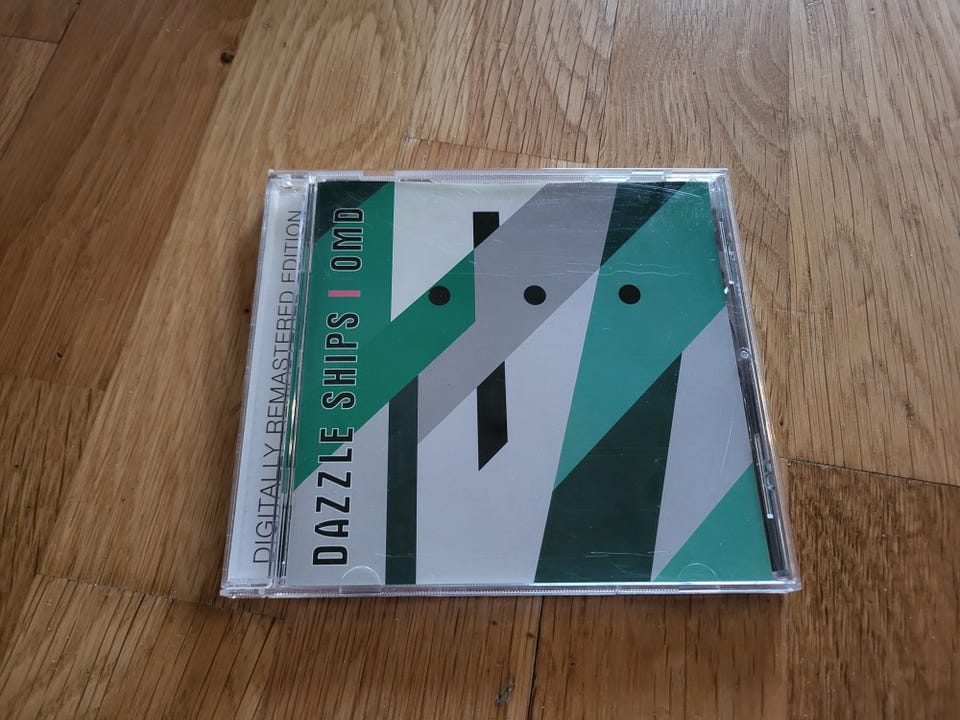 DIGITALLY REMASTERED EDITION
DAZZLE SHIPS I OMD